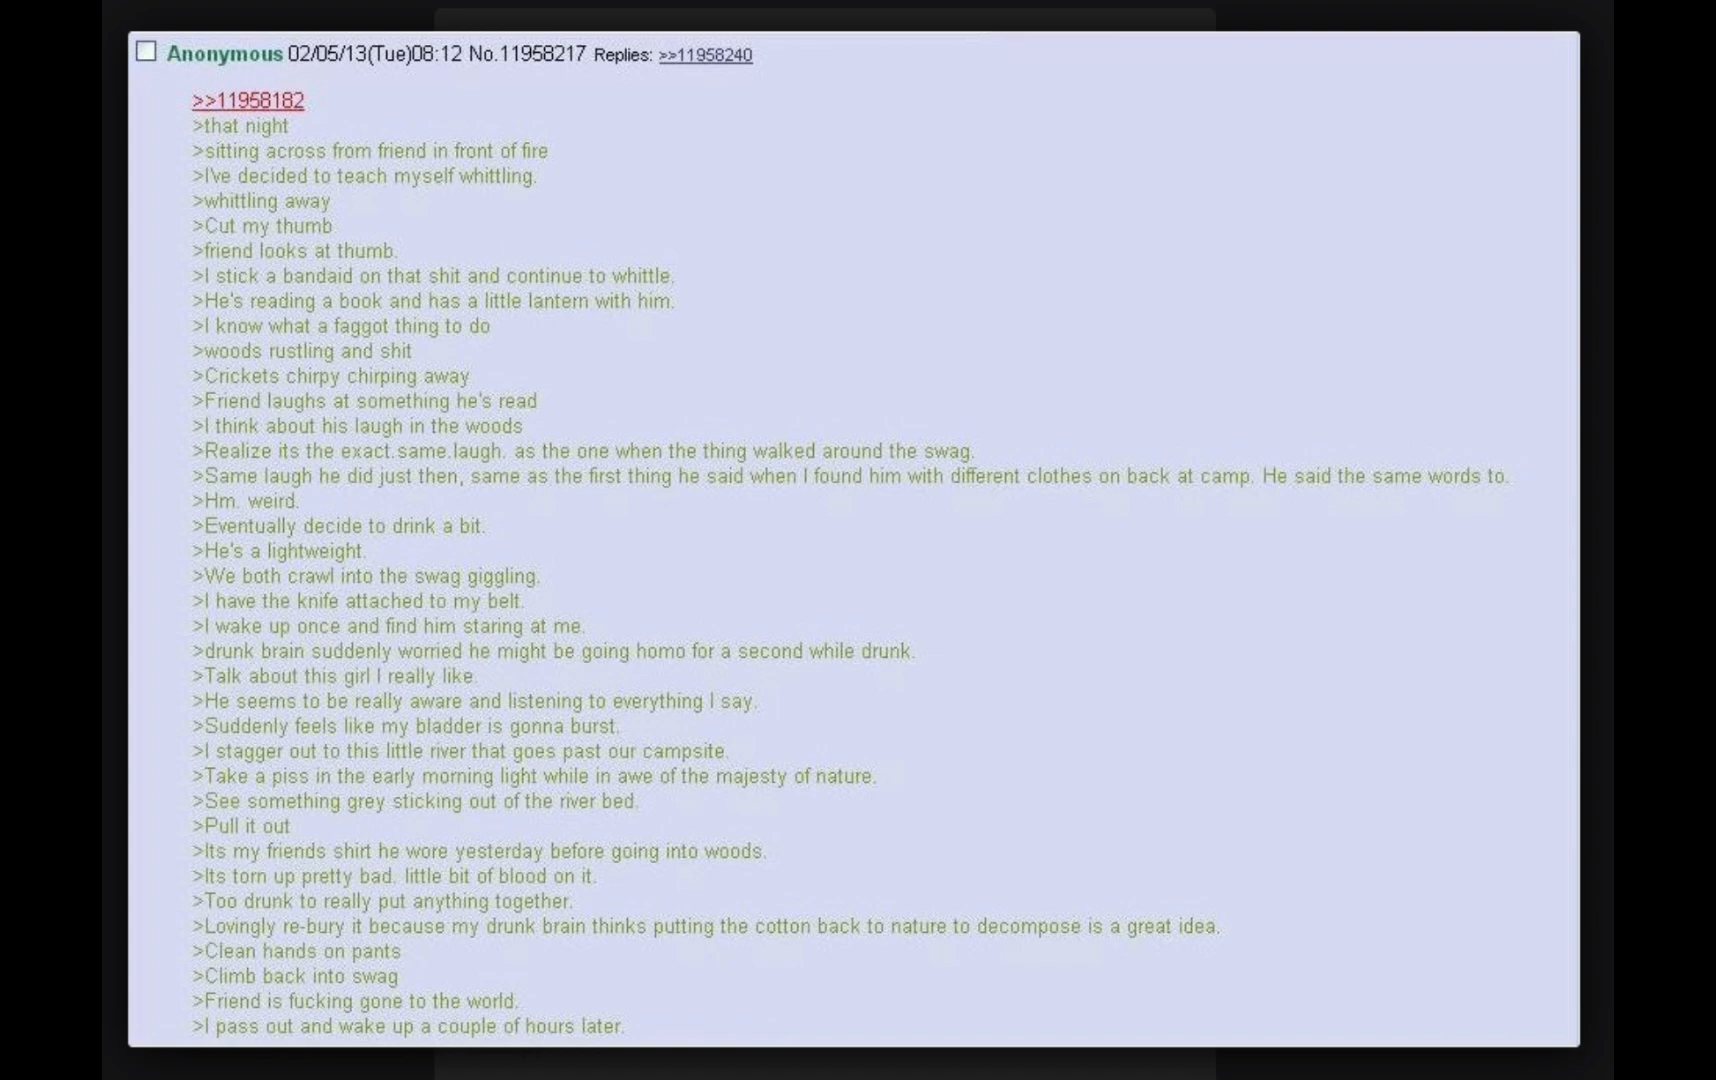 Anonymous 02/05/13(Tue)08:12 No.11958217 Replies: >>11958240
>>11958182
>that night
>sitting across from friend in front of fire
>I've decided to teach myself whittling.
>whittling away
>Cut my thumb
>friend looks at thumb.
>I stick a bandaid on that shit and continue to whittle.
>He's reading a book and has a little lantern with him.
>I know what a faggot thing to do
>woods rustling and shit
>Crickets chirpy chirping away
>Friend laughs at something he's read
>I think about his laugh in the woods
>Realize its the exact.same.laugh. as the one when the thing walked around the swag.
>Same laugh he did just then, same as the first thing he said when I found him with different clothes on back at camp. He said the same words to.
>Hm. weird.
>Eventually decide to drink a bit.
>He's a lightweight.
>We both crawl into the swag giggling.
>I have the knife attached to my belt.
>I wake up once and find him staring at me.
>drunk brain suddenly worried he might be going homo for a second while drunk.
>Talk about this girl I really like.
>He seems to be really aware and listening to everything I say.
>Suddenly feels like my bladder is gonna burst.
>I stagger out to this little river that goes past our campsite.
>Take a piss in the early morning light while in awe of the majesty of nature.
>See something grey sticking out of the river bed.
>Pull it out
>Its my friends shirt he wore yesterday before going into woods.
>Its torn up pretty bad. little bit of blood on it.
>Too drunk to really put anything together.
>Lovingly re-bury it because my drunk brain thinks putting the cotton back to nature to decompose is a great idea.
>Clean hands on pants
>Climb back into swag
>Friend is fucking gone to the world.
>I pass out and wake up a couple of hours later.